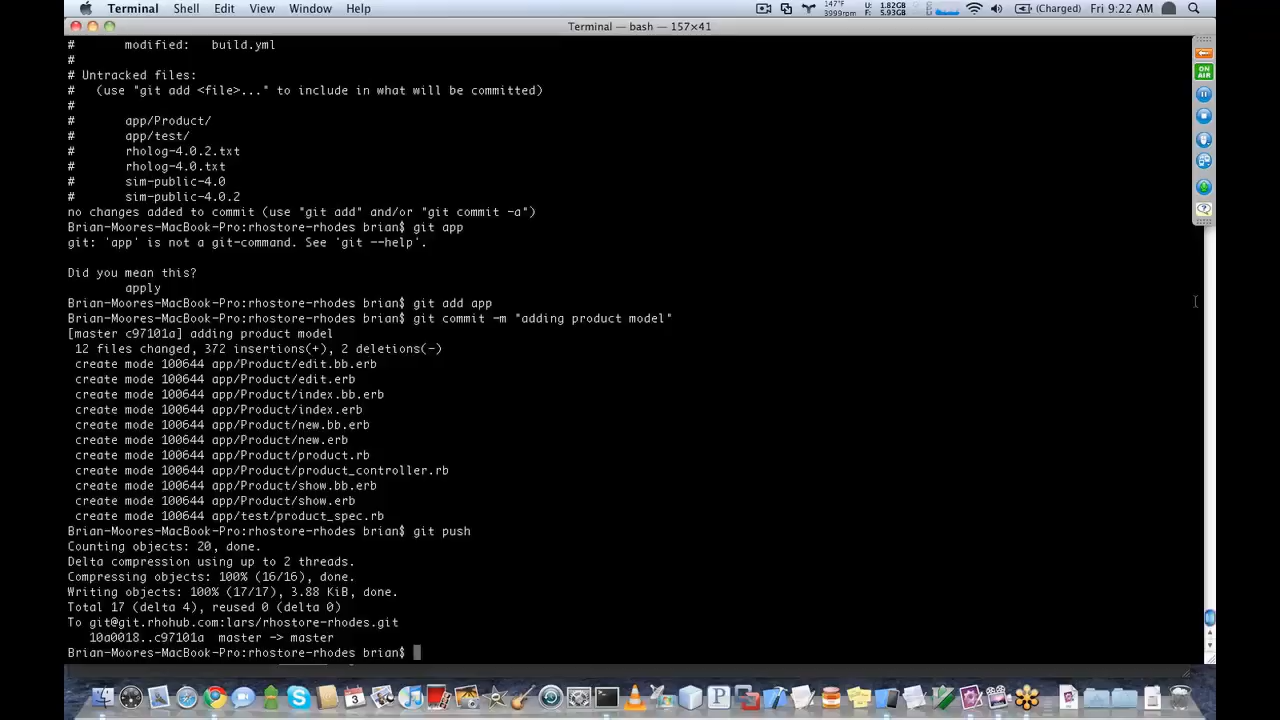 Terminal Shell Edit View Window Help 147°F 3999rpm U: 1.82GB F: 5.93GB (Charged) Fri 9:22 AM
Terminal — bash — 157×41
ON AIR
#       modified:   build.yml
#
# Untracked files:
#   (use "git add <file>..." to include in what will be committed)
#
#       app/Product/
#       app/test/
#       rholog-4.0.2.txt
#       rholog-4.0.txt
#       sim-public-4.0
#       sim-public-4.0.2
no changes added to commit (use "git add" and/or "git commit -a")
Brian-Moores-MacBook-Pro:rhostore-rhodes brian$ git app
git: 'app' is not a git-command. See 'git --help'.
Did you mean this?
        apply
Brian-Moores-MacBook-Pro:rhostore-rhodes brian$ git add app
Brian-Moores-MacBook-Pro:rhostore-rhodes brian$ git commit -m "adding product model"
[master c97101a] adding product model
 12 files changed, 372 insertions(+), 2 deletions(-)
 create mode 100644 app/Product/edit.bb.erb
 create mode 100644 app/Product/edit.erb
 create mode 100644 app/Product/index.bb.erb
 create mode 100644 app/Product/index.erb
 create mode 100644 app/Product/new.bb.erb
 create mode 100644 app/Product/new.erb
 create mode 100644 app/Product/product.rb
 create mode 100644 app/Product/product_controller.rb
 create mode 100644 app/Product/show.bb.erb
 create mode 100644 app/Product/show.erb
 create mode 100644 app/test/product_spec.rb
Brian-Moores-MacBook-Pro:rhostore-rhodes brian$ git push
Counting objects: 20, done.
Delta compression using up to 2 threads.
Compressing objects: 100% (16/16), done.
Writing objects: 100% (17/17), 3.88 KiB, done.
Total 17 (delta 4), reused 0 (delta 0)
To git@git.rhohub.com:lars/rhostore-rhodes.git
   10a0018..c97101a  master -> master
Brian-Moores-MacBook-Pro:rhostore-rhodes brian$